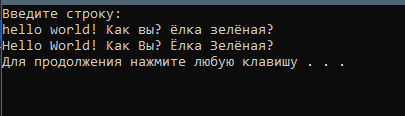 Введите строку:
hello world! Как вы? ёлка зелёная?
Hello World! Как Вы? Ёлка Зелёная?
Для продолжения нажмите любую клавишу . . .